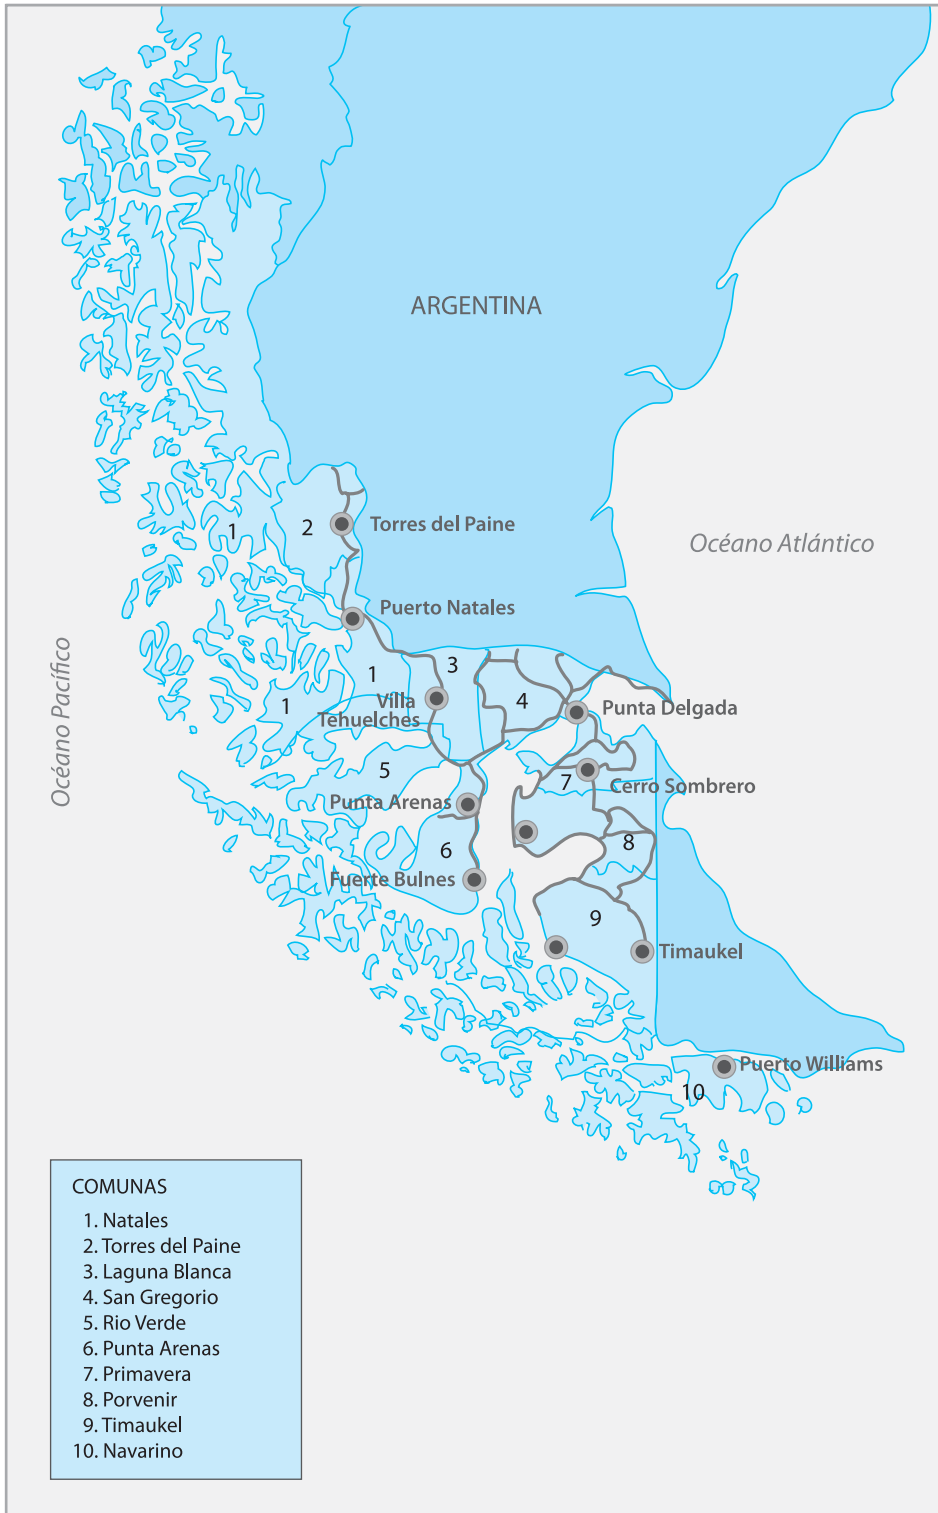 ARGENTINA
1
2
Torres del Paine
Océano Atlántico
Puerto Natales
Océano Pacífico
1
3
1
Villa
Tehuelches
4
Punta Delgada
5
7
Cerro Sombrero
Punta Arenas
6
8
Fuerte Bulnes
9
Timaukel
Puerto Williams
10
COMUNAS
1. Natales
2. Torres del Paine
3. Laguna Blanca
4. San Gregorio
5. Rio Verde
6. Punta Arenas
7. Primavera
8. Porvenir
9. Timaukel
10. Navarino